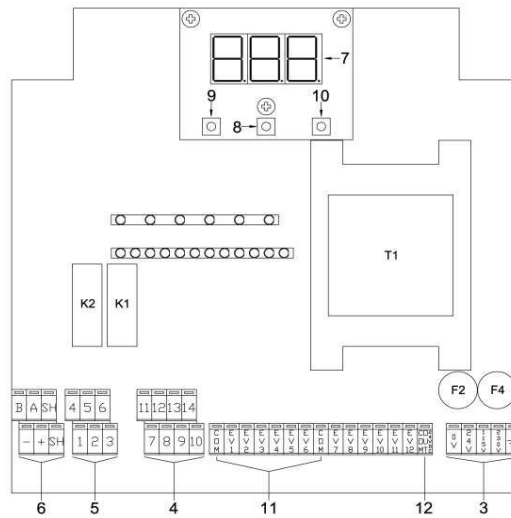 7
9
10
8
T1
K2
K1
F2
F4
B A SH
4 5 6
11 12 13 14
- + SH
1 2 3
7 8 9 10
COM EV1 EV2 EV3 EV4 EV5 EV6 COM EV7 EV8 EV9 EV10 EV11 EV12
0V 24V 115V 230V
6
5
4
11
12
3